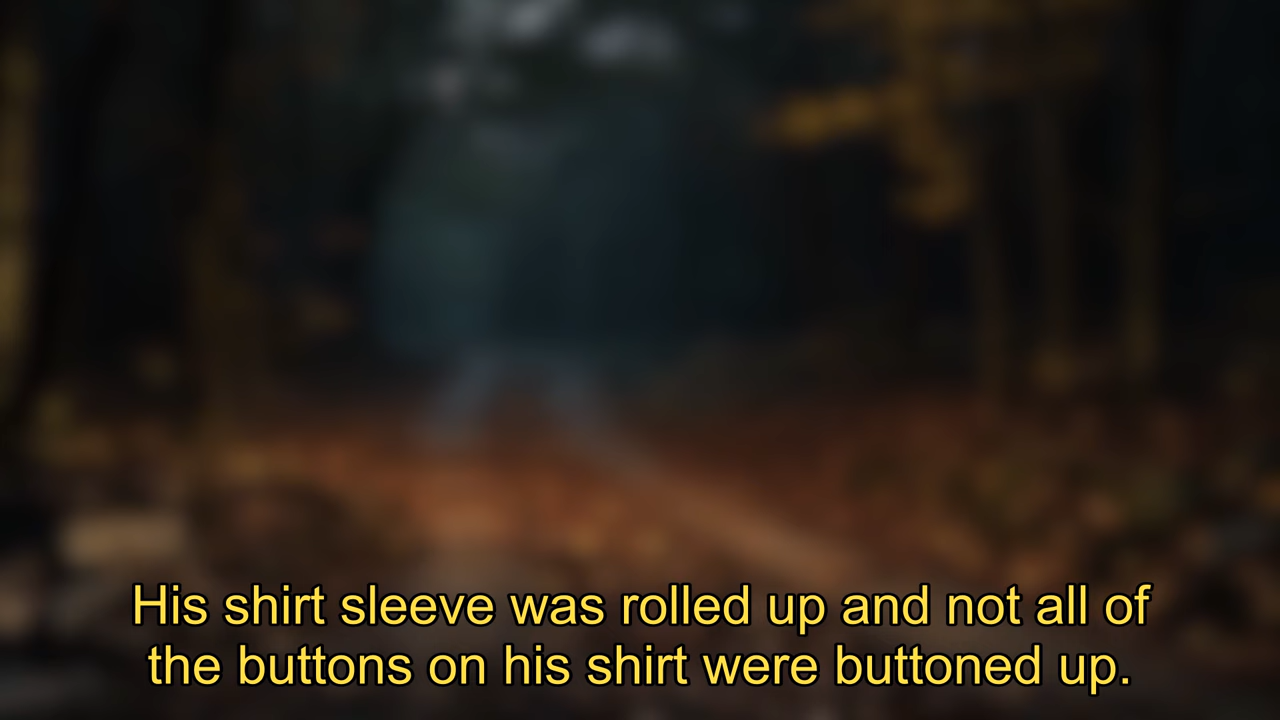 His shirt sleeve was rolled up and not all of
the buttons on his shirt were buttoned up.